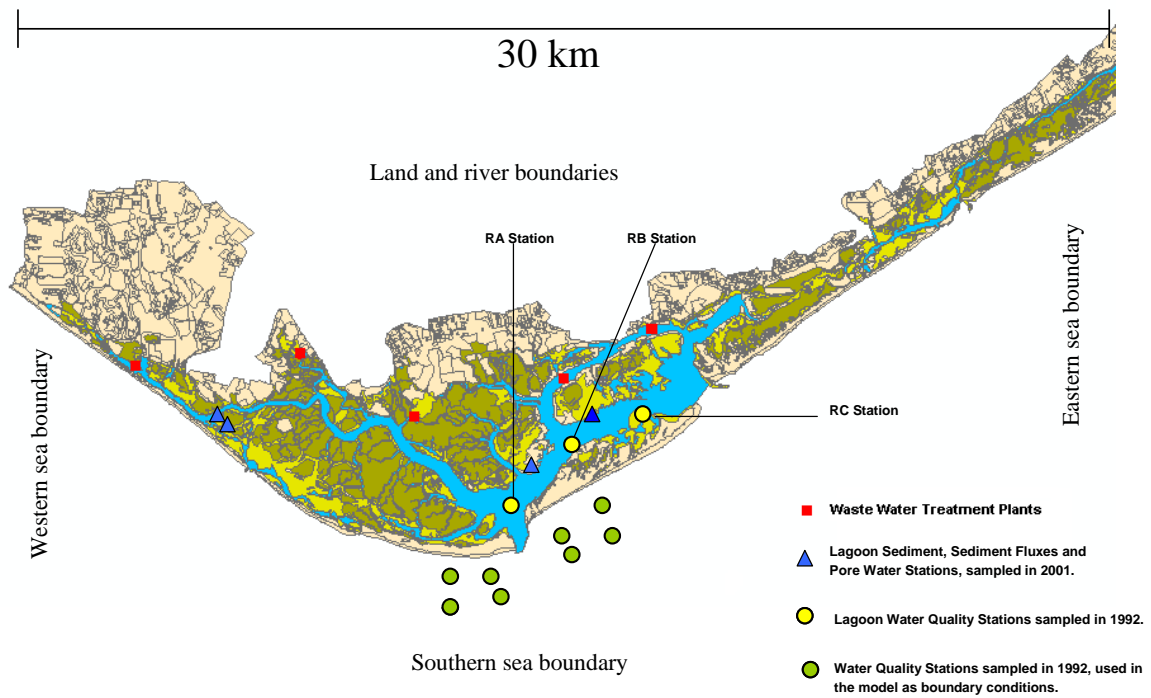 30 km
Land and river boundaries
RA Station
RB Station
Western sea boundary
Eastern sea boundary
RC Station
Waste Water Treatment Plants
Lagoon Sediment, Sediment Fluxes and
Pore Water Stations, sampled in 2001.
Lagoon Water Quality Stations sampled in 1992.
Southern sea boundary
Water Quality Stations sampled in 1992, used in
the model as boundary conditions.